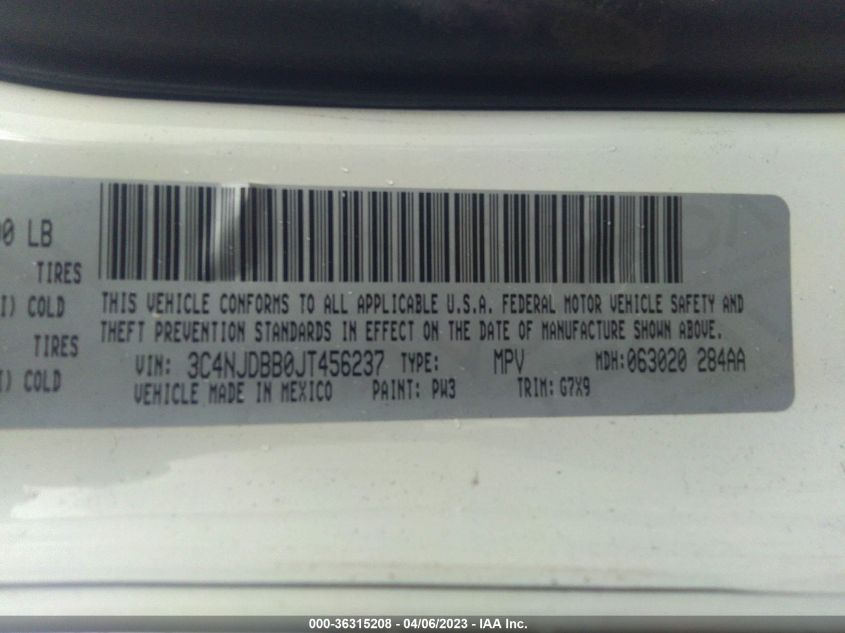 00 LB
TIRES
I) COLD
TIRES
I) COLD
THIS VEHICLE CONFORMS TO ALL APPLICABLE U.S.A. FEDERAL MOTOR VEHICLE SAFETY AND
THEFT PREVENTION STANDARDS IN EFFECT ON THE DATE OF MANUFACTURE SHOWN ABOVE.
VIN: 3C4NJDBB0JT456237 TYPE: MPV MDH:063020 284AA
VEHICLE MADE IN MEXICO PAINT: PW3 TRIM: G7X9
000-36315208 - 04/06/2023 - IAA Inc.